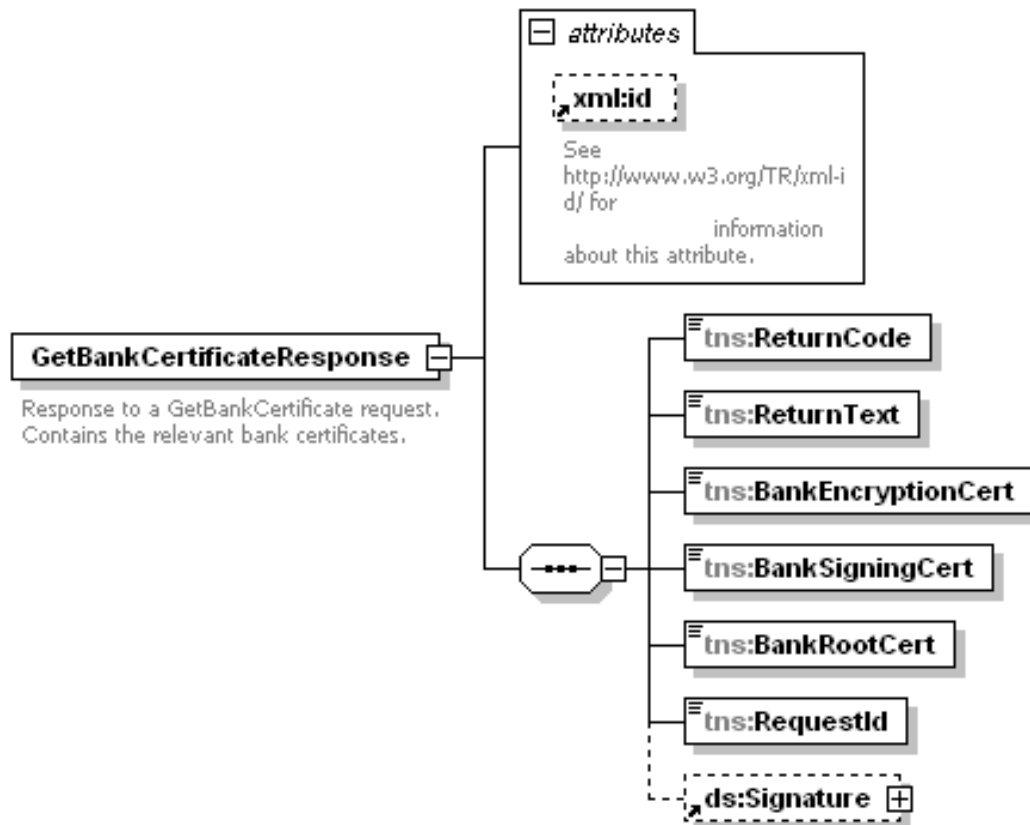 attributes
xml:id
See
http://www.w3.org/TR/xml-i
d/ for
information
about this attribute.
GetBankCertificateResponse
Response to a GetBankCertificate request.
Contains the relevant bank certificates.
tns:ReturnCode
tns:ReturnText
tns:BankEncryptionCert
tns:BankSigningCert
tns:BankRootCert
tns:RequestId
ds:Signature